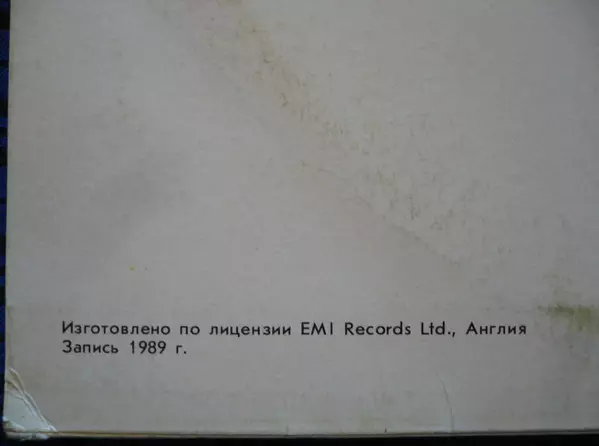 Изготовлено по лицензии EMI Records Ltd., Англия
Запись 1989 г.